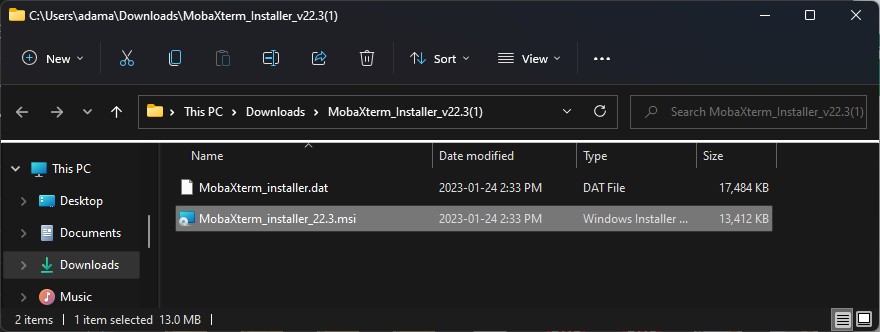 C:\Users\adama\Downloads\MobaXterm_Installer_v22.3(1)
New Sort View
This PC Downloads MobaXterm_Installer_v22.3(1) Search MobaXterm_Installer_v22.3(1)
Name Date modified Type Size
This PC
MobaXterm_installer.dat 2023-01-24 2:33 PM DAT File 17,484 KB
Desktop
MobaXterm_installer_22.3.msi 2023-01-24 2:33 PM Windows Installer ... 13,412 KB
Documents
Downloads
Music
2 items 1 item selected 13.0 MB